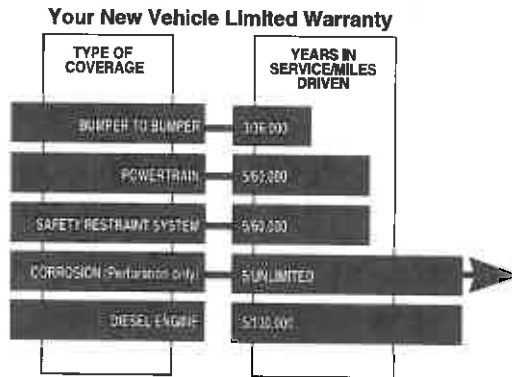 Your New Vehicle Limited Warranty
TYPE OF
COVERAGE
YEARS IN
SERVICE/MILES
DRIVEN
BUMPER TO BUMPER
3/36,000
POWERTRAIN
5/60,000
SAFETY RESTRAINT SYSTEM
5/60,000
CORROSION (Perforation only)
5/UNLIMITED
DIESEL ENGINE
5/100,000